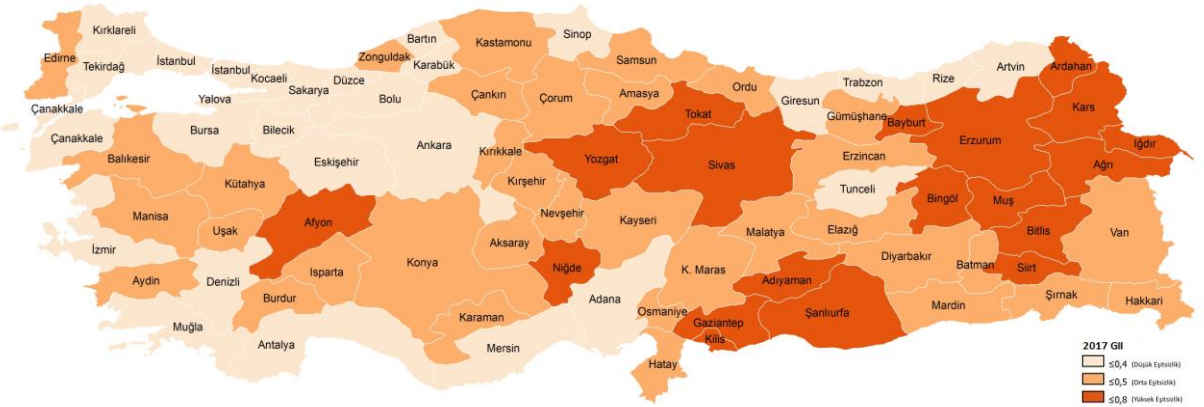 Kırklareli
Edirne
Tekirdağ
İstanbul
İstanbul
Kocaeli
Sakarya
Düzce
Zonguldak
Bartın
Karabük
Kastamonu
Sinop
Samsun
Ordu
Giresun
Trabzon
Rize
Artvin
Ardahan
Çanakkale
Yalova
Bolu
Çankırı
Çorum
Amasya
Tokat
Gümüşhane
Bayburt
Kars
Çanakkale
Bursa
Bilecik
Eskişehir
Ankara
Kırıkkale
Yozgat
Sivas
Erzincan
Erzurum
Iğdır
Ağrı
Balıkesir
Kütahya
Kırşehir
Tunceli
Bingöl
Muş
Manisa
Uşak
Afyon
Nevşehir
Kayseri
Malatya
Elazığ
Bitlis
Van
İzmir
Aksaray
Konya
Niğde
K. Maras
Diyarbakır
Batman
Siirt
Aydin
Denizli
Isparta
Burdur
Adana
Adıyaman
Şanlıurfa
Mardin
Şırnak
Hakkari
Karaman
Osmaniye
Gaziantep
Kilis
Muğla
Antalya
Mersin
Hatay
2017 GII
≤0,4 (Düşük Eşitsizlik)
≤0,5 (Orta Eşitsizlik)
≤0,8 (Yüksek Eşitsizlik)